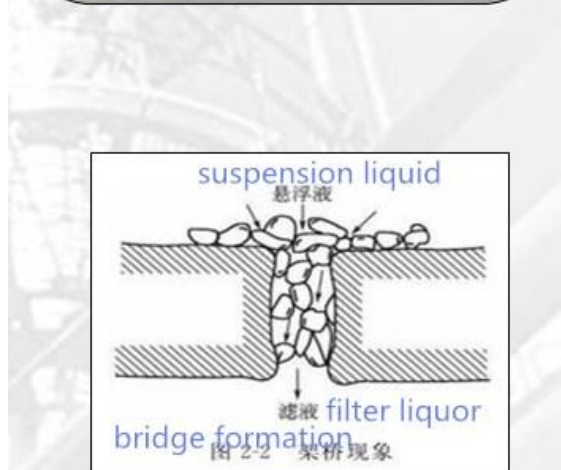 suspension liquid
悬浮液
滤液 filter liquor
bridge formation
图 2-2 架桥现象